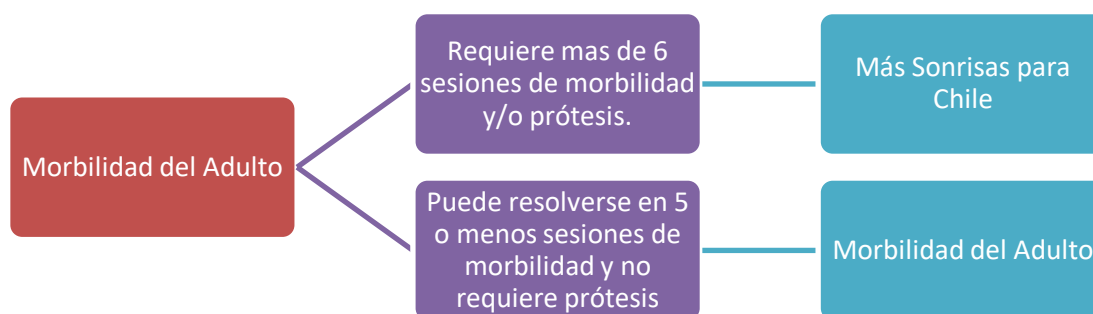 Morbilidad del Adulto
Requiere mas de 6
sesiones de morbilidad
y/o prótesis.
Más Sonrisas para
Chile
Puede resolverse en 5
o menos sesiones de
morbilidad y no
requiere prótesis
Morbilidad del Adulto